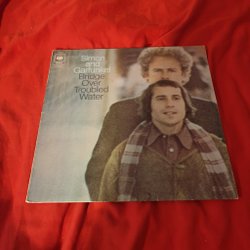 Simon
and
Garfunkel
Bridge
Over
Troubled
Water